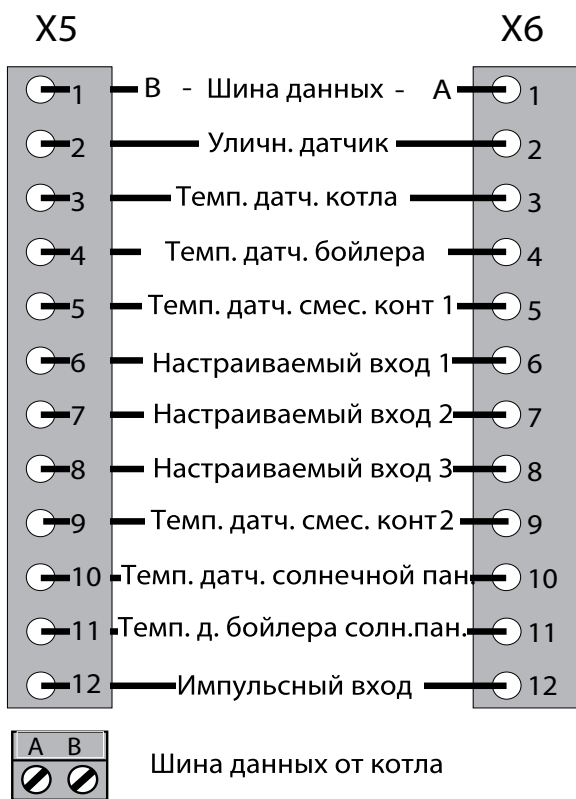 X5 X6
1 B - Шина данных - A 1
2 Уличн. датчик 2
3 Темп. датч. котла 3
4 Темп. датч. бойлера 4
5 Темп. датч. смес. конт 1 5
6 Настраиваемый вход 1 6
7 Настраиваемый вход 2 7
8 Настраиваемый вход 3 8
9 Темп. датч. смес. конт2 9
10 Темп. датч. солнечной пан. 10
11 Темп. д. бойлера солн.пан. 11
12 Импульсный вход 12
A B
Шина данных от котла